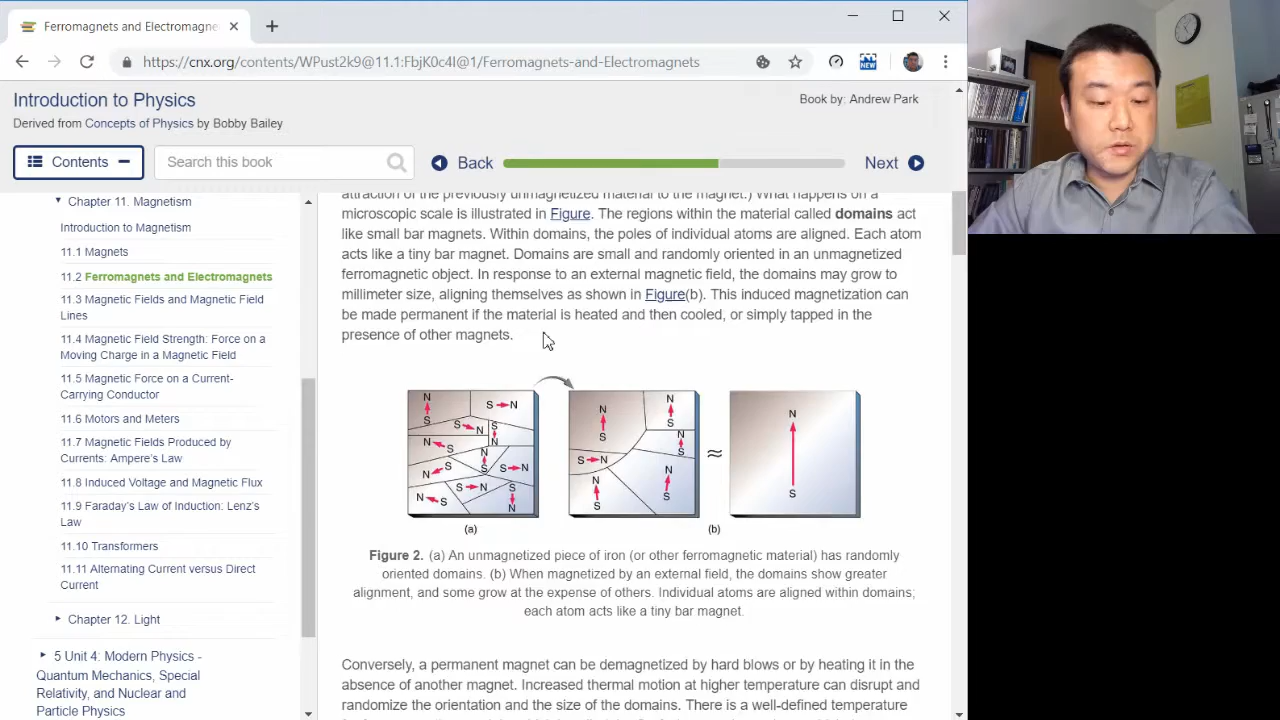 Ferromagnets and Electromagne
https://cnx.org/contents/WPust2k9@11.1:FbjK0c4I@1/Ferromagnets-and-Electromagnets
NEW
Introduction to Physics
Book by: Andrew Park
Derived from Concepts of Physics by Bobby Bailey
Contents
Search this book
Back
Next
Chapter 11. Magnetism
Introduction to Magnetism
11.1 Magnets
11.2 Ferromagnets and Electromagnets
11.3 Magnetic Fields and Magnetic Field
Lines
11.4 Magnetic Field Strength: Force on a
Moving Charge in a Magnetic Field
11.5 Magnetic Force on a Current-
Carrying Conductor
11.6 Motors and Meters
11.7 Magnetic Fields Produced by
Currents: Ampere's Law
11.8 Induced Voltage and Magnetic Flux
11.9 Faraday's Law of Induction: Lenz's
Law
11.10 Transformers
11.11 Alternating Current versus Direct
Current
Chapter 12. Light
5 Unit 4: Modern Physics -
Quantum Mechanics, Special
Relativity, and Nuclear and
Particle Physics
attraction of the previously unmagnetized material to the magnet.) What happens on a
microscopic scale is illustrated in Figure. The regions within the material called domains act
like small bar magnets. Within domains, the poles of individual atoms are aligned. Each atom
acts like a tiny bar magnet. Domains are small and randomly oriented in an unmagnetized
ferromagnetic object. In response to an external magnetic field, the domains may grow to
millimeter size, aligning themselves as shown in Figure(b). This induced magnetization can
be made permanent if the material is heated and then cooled, or simply tapped in the
presence of other magnets.
N S S N
S N S N
N S N S
N S S N
N S S N S N
N S N S
S N N S
N S N S
N S
≈
N
S
(a)
(b)
Figure 2. (a) An unmagnetized piece of iron (or other ferromagnetic material) has randomly
oriented domains. (b) When magnetized by an external field, the domains show greater
alignment, and some grow at the expense of others. Individual atoms are aligned within domains;
each atom acts like a tiny bar magnet.
Conversely, a permanent magnet can be demagnetized by hard blows or by heating it in the
absence of another magnet. Increased thermal motion at higher temperature can disrupt and
randomize the orientation and the size of the domains. There is a well-defined temperature